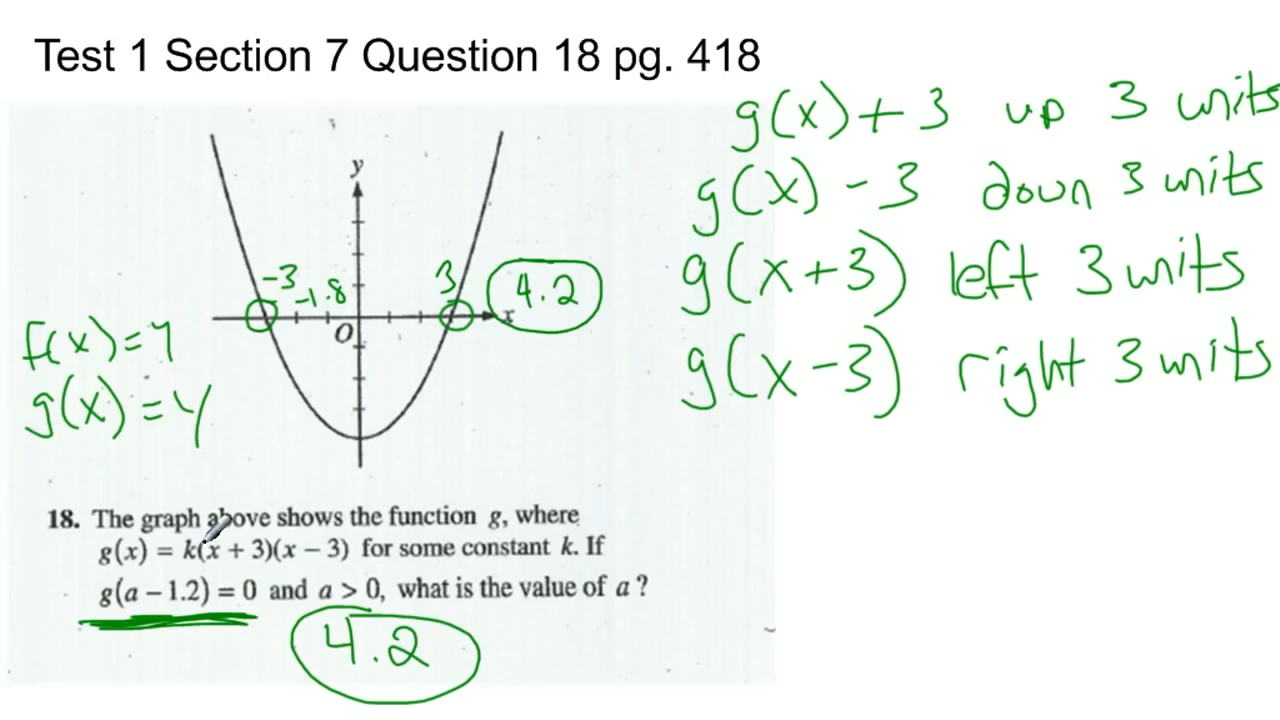 Test 1 Section 7 Question 18 pg. 418
g(x)+3 up 3 units
g(x)-3 down 3 units
g(x+3) left 3 units
g(x-3) right 3 units
y
-3
-1.8
3
4.2
x
O
f(x)=y
g(x)=y
18. The graph above shows the function g, where
g(x) = k(x + 3)(x − 3) for some constant k. If
g(a − 1.2) = 0 and a > 0, what is the value of a ?
4.2